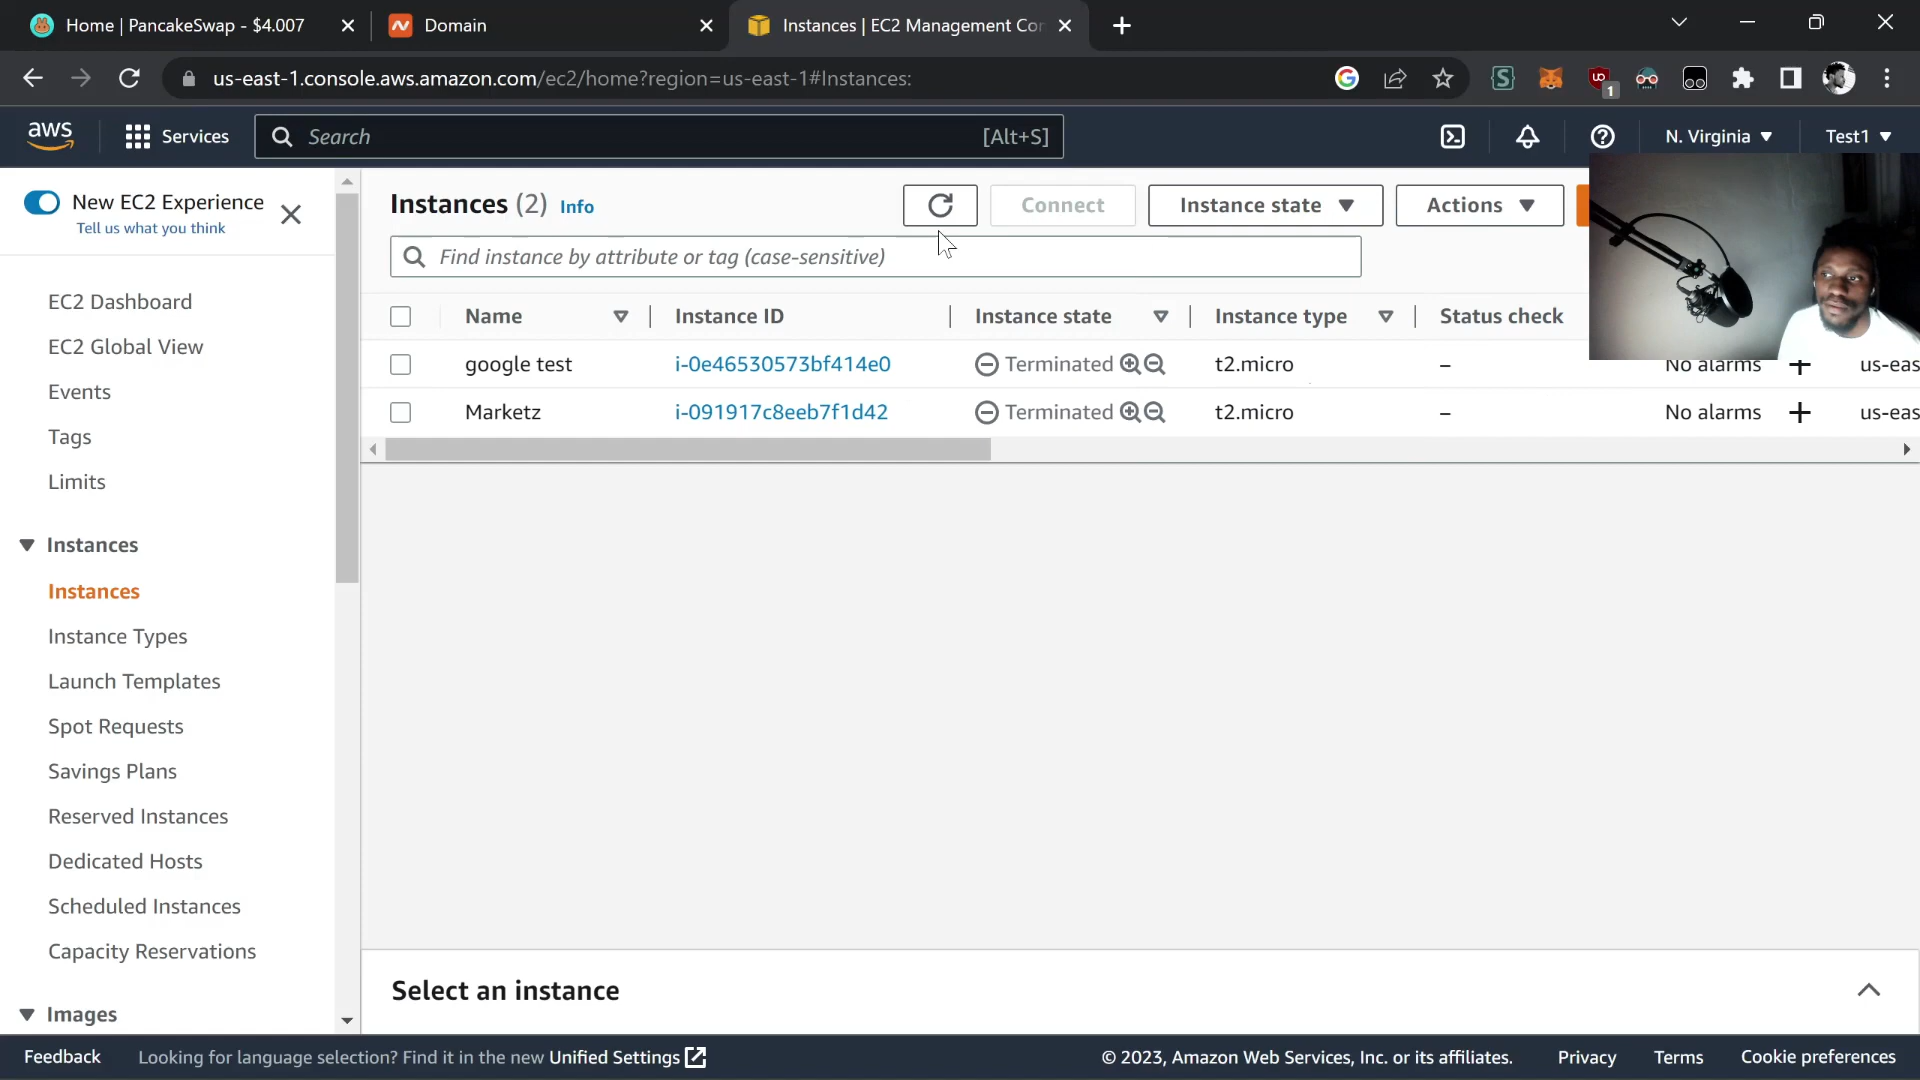 Home | PancakeSwap - $4.007
Domain
Instances | EC2 Management Con
us-east-1.console.aws.amazon.com/ec2/home?region=us-east-1#Instances:
1
aws
Services
Search
[Alt+S]
N. Virginia
Test1
New EC2 Experience
Tell us what you think
Instances (2) Info
Connect
Instance state
Actions
Find instance by attribute or tag (case-sensitive)
Name
Instance ID
Instance state
Instance type
Status check
google test
i-0e46530573bf414e0
Terminated
t2.micro
–
No alarms
us-eas
Marketz
i-091917c8eeb7f1d42
Terminated
t2.micro
–
No alarms
us-eas
EC2 Dashboard
EC2 Global View
Events
Tags
Limits
Instances
Instances
Instance Types
Launch Templates
Spot Requests
Savings Plans
Reserved Instances
Dedicated Hosts
Scheduled Instances
Capacity Reservations
Images
Select an instance
Feedback
Looking for language selection? Find it in the new Unified Settings
© 2023, Amazon Web Services, Inc. or its affiliates.
Privacy
Terms
Cookie preferences